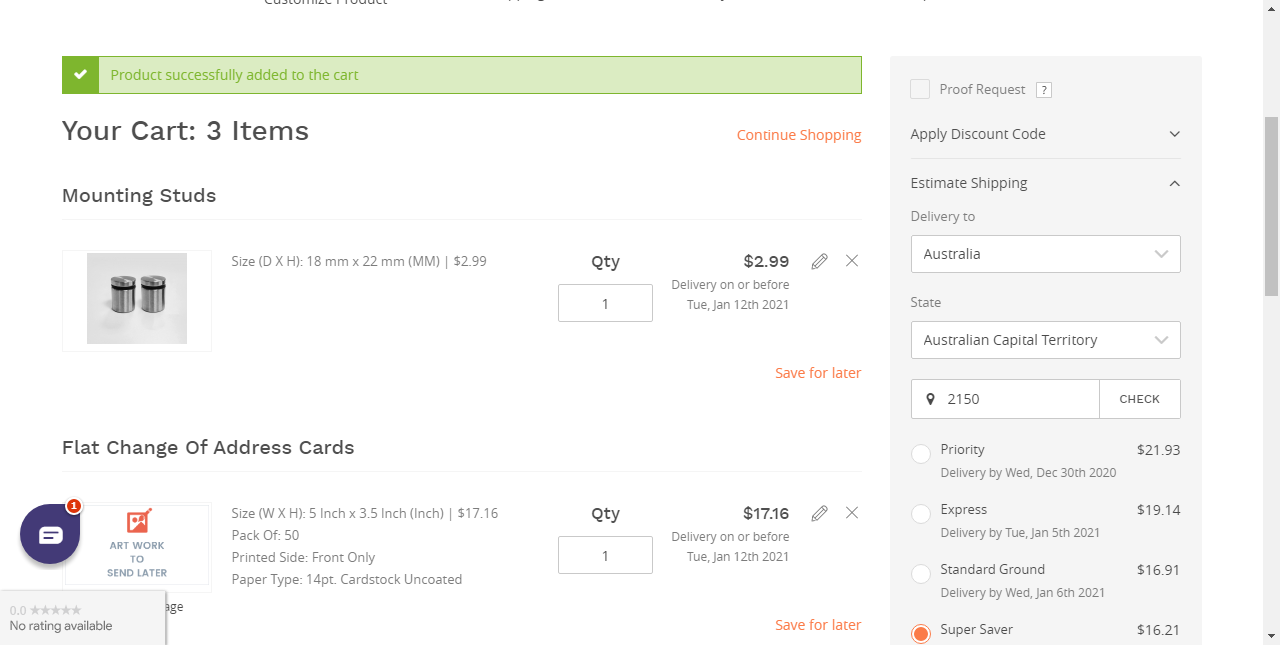 Customize Product
Product successfully added to the cart
Your Cart: 3 Items
Continue Shopping
Mounting Studs
Size (D X H): 18 mm x 22 mm (MM) | $2.99
Qty
1
$2.99
Delivery on or before
Tue, Jan 12th 2021
Save for later
Flat Change Of Address Cards
ART WORK
TO
SEND LATER
Size (W X H): 5 Inch x 3.5 Inch (Inch) | $17.16
Pack Of: 50
Printed Side: Front Only
Paper Type: 14pt. Cardstock Uncoated
Qty
1
$17.16
Delivery on or before
Tue, Jan 12th 2021
Save for later
1
0.0
No rating available
Proof Request ?
Apply Discount Code
Estimate Shipping
Delivery to
Australia
State
Australian Capital Territory
2150 CHECK
Priority $21.93
Delivery by Wed, Dec 30th 2020
Express $19.14
Delivery by Tue, Jan 5th 2021
Standard Ground $16.91
Delivery by Wed, Jan 6th 2021
Super Saver $16.21